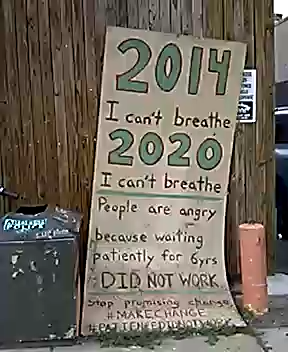 2014
I can't breathe
2020
I can't breathe
People are angry
because waiting
patiently for 6yrs
DID NOT WORK
Stop promising change
#MAKECHANGE
#PATIENCEDIDNOTWORK